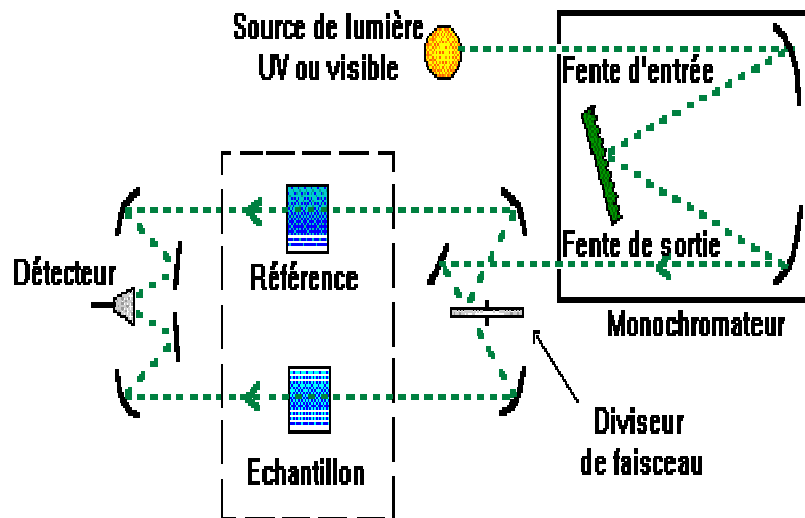 Source de lumière
UV ou visible
Fente d'entrée
Fente de sortie
Détecteur
Référence
Monochromateur
Echantillon
Diviseur
de faisceau